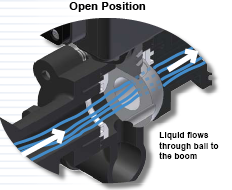 Open Position
Liquid flows
through ball to
the boom